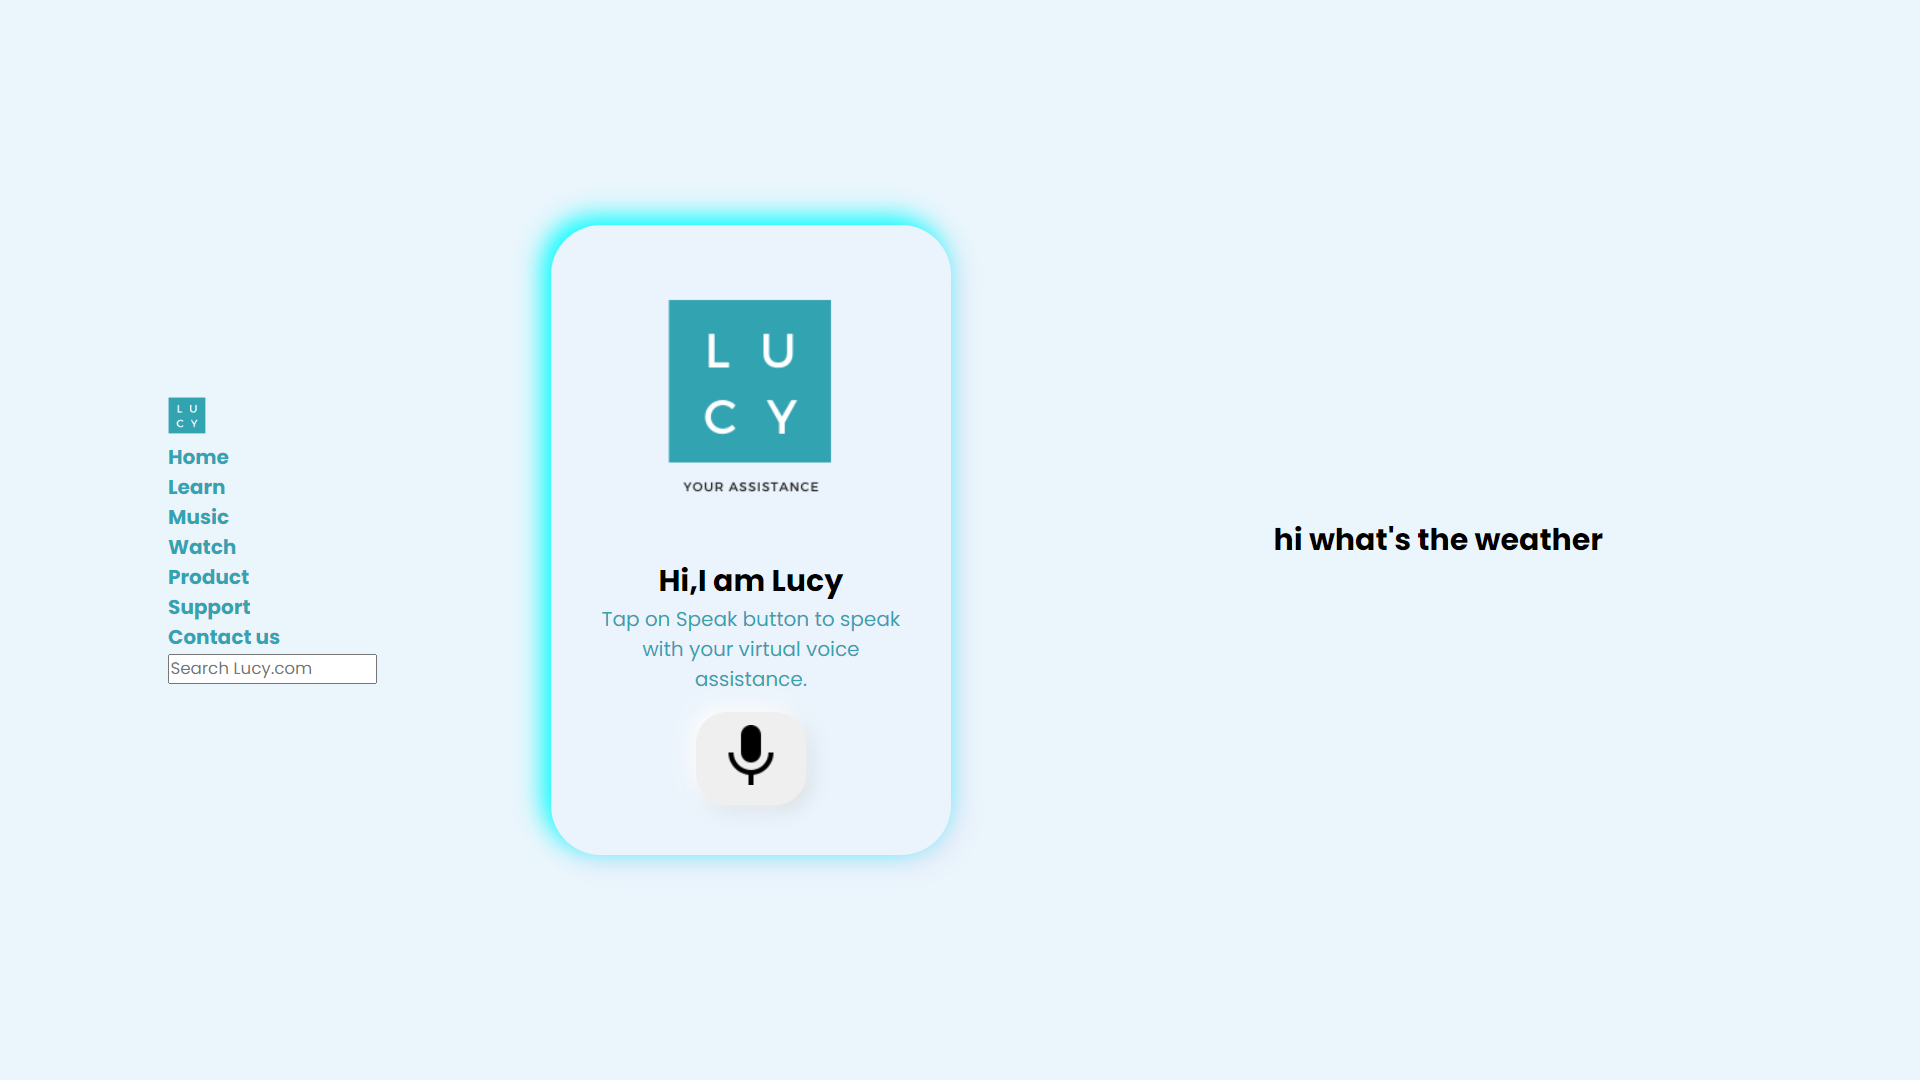 L U
C Y
Home
Learn
Music
Watch
Product
Support
Contact us
Search Lucy.com
L U
C Y
YOUR ASSISTANCE
Hi,I am Lucy
Tap on Speak button to speak
with your virtual voice
assistance.
hi what's the weather